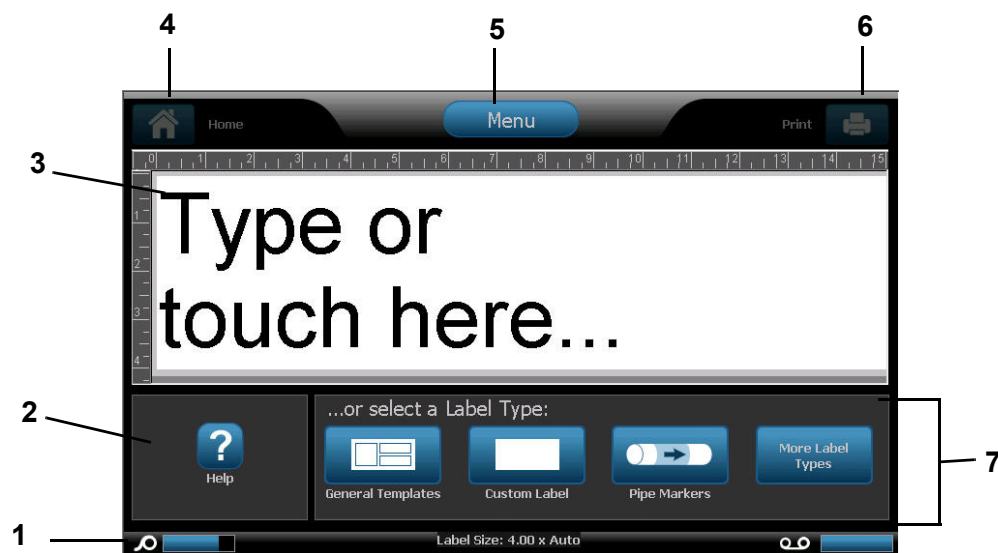 4
5
6
Home
Menu
Print
0 1 2 3 4 5 6 7 8 9 10 11 12 13 14 15
3
1
2
3
4
Type or
touch here...
2
?
Help
...or select a Label Type:
General Templates
Custom Label
Pipe Markers
More Label
Types
7
1
Label Size: 4.00 x Auto